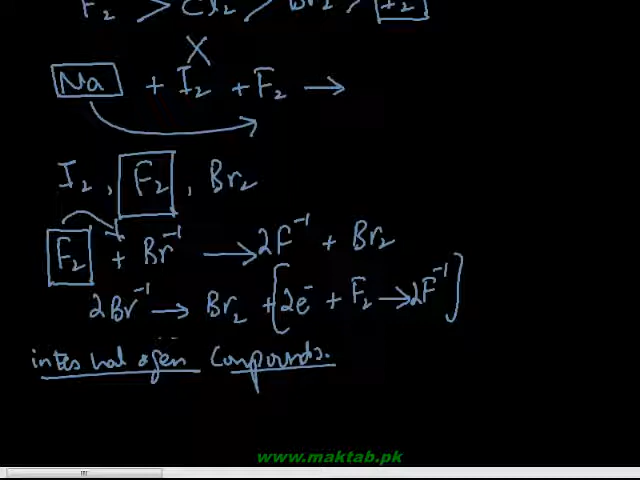 F₂ > Cl₂ > Br₂ > I₂
X
Na + I₂ + F₂ →
I₂, F₂, Br₂
F₂ + Br⁻¹ → 2F⁻¹ + Br₂
2Br⁻¹ → Br₂ + [2e⁻ + F₂ → 2F⁻¹]
interhalogen Compounds.
www.maktab.pk